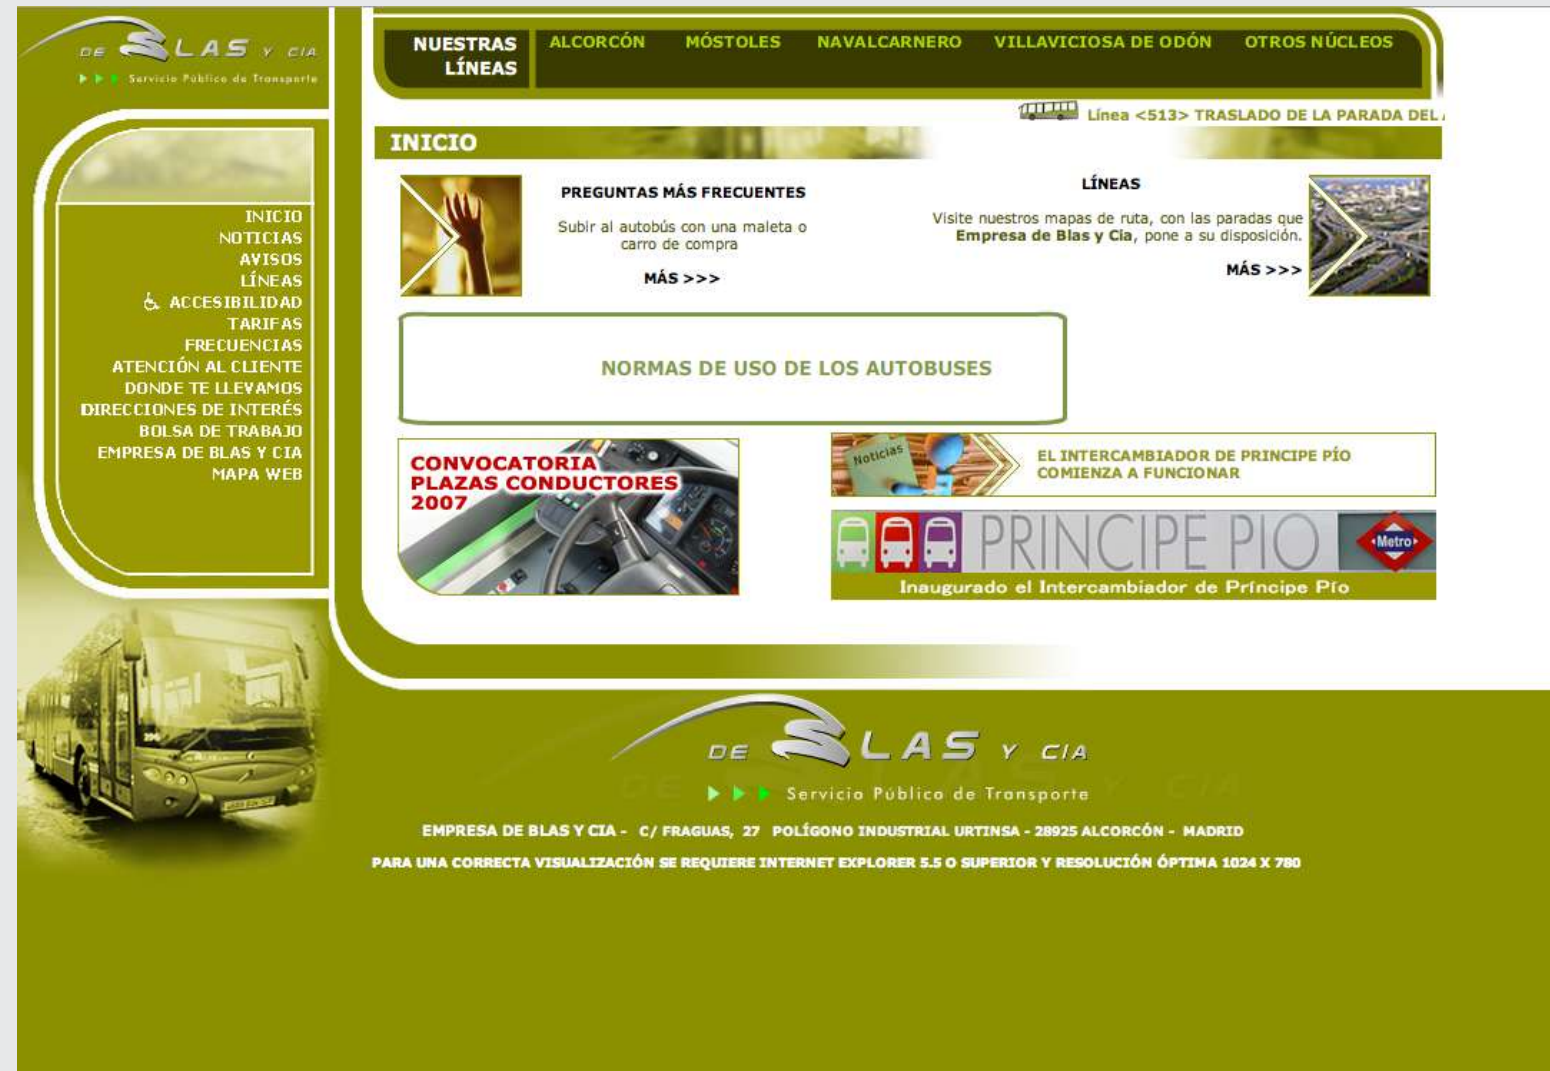 DE BLAS Y CIA
Servicio Público de Transporte
NUESTRAS
LÍNEAS
ALCORCÓN
MÓSTOLES
NAVALCARNERO
VILLAVICIOSA DE ODÓN
OTROS NÚCLEOS
Línea <513> TRASLADO DE LA PARADA DEL
INICIO
INICIO
NOTICIAS
AVISOS
LÍNEAS
ACCESIBILIDAD
TARIFAS
FRECUENCIAS
ATENCIÓN AL CLIENTE
DONDE TE LLEVAMOS
DIRECCIONES DE INTERÉS
BOLSA DE TRABAJO
EMPRESA DE BLAS Y CIA
MAPA WEB
PREGUNTAS MÁS FRECUENTES
Subir al autobús con una maleta o
carro de compra
MÁS >>>
LÍNEAS
Visite nuestros mapas de ruta, con las paradas que
Empresa de Blas y Cia, pone a su disposición.
MÁS >>>
NORMAS DE USO DE LOS AUTOBUSES
CONVOCATORIA
PLAZAS CONDUCTORES
2007
Noticias
EL INTERCAMBIADOR DE PRINCIPE PÍO
COMIENZA A FUNCIONAR
PRINCIPE PIO
Metro
Inaugurado el Intercambiador de Príncipe Pío
DE BLAS Y CIA
Servicio Público de Transporte
EMPRESA DE BLAS Y CIA - C/ FRAGUAS, 27 POLÍGONO INDUSTRIAL URTINSA - 28925 ALCORCÓN - MADRID
PARA UNA CORRECTA VISUALIZACIÓN SE REQUIERE INTERNET EXPLORER 5.5 O SUPERIOR Y RESOLUCIÓN ÓPTIMA 1024 X 780